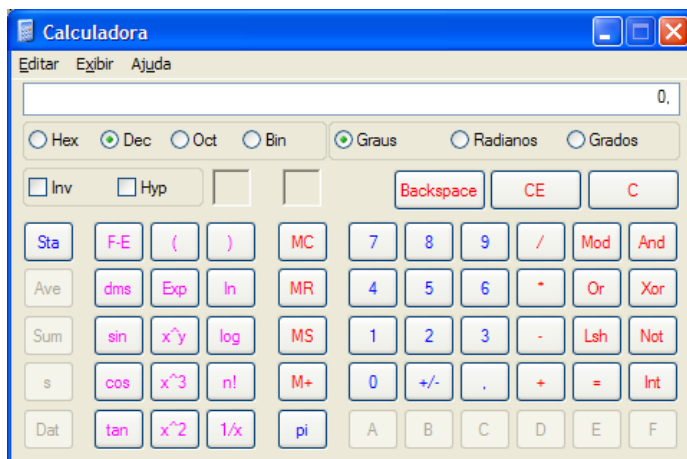 Calculadora
Editar Exibir Ajuda
0,
Hex Dec Oct Bin Graus Radianos Grados
Inv Hyp Backspace CE C
Sta F-E ( ) MC 7 8 9 / Mod And
Ave dms Exp ln MR 4 5 6 * Or Xor
Sum sin x^y log MS 1 2 3 - Lsh Not
s cos x^3 n! M+ 0 +/- , + = Int
Dat tan x^2 1/x pi A B C D E F